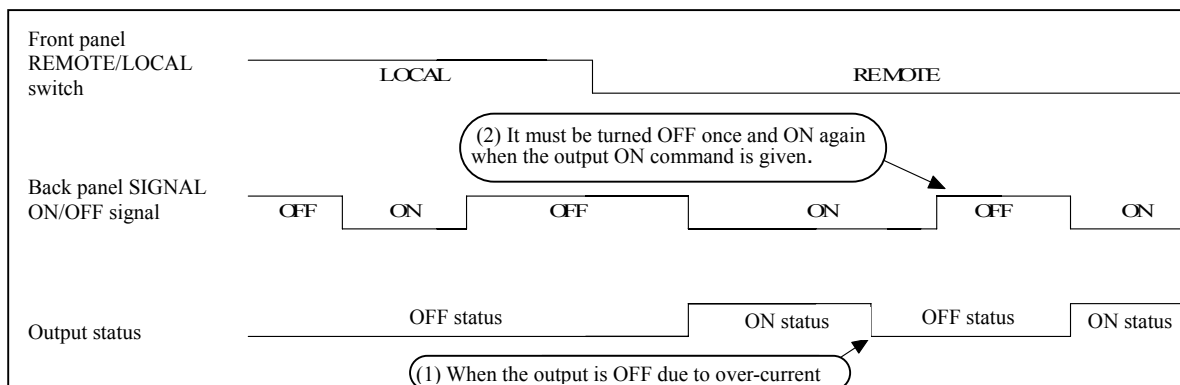 Front panel
REMOTE/LOCAL
switch
LOCAL
REMOTE
(2) It must be turned OFF once and ON again
when the output ON command is given.
Back panel SIGNAL
ON/OFF signal
OFF ON OFF ON OFF ON
Output status
OFF status ON status OFF status ON status
(1) When the output is OFF due to over-current